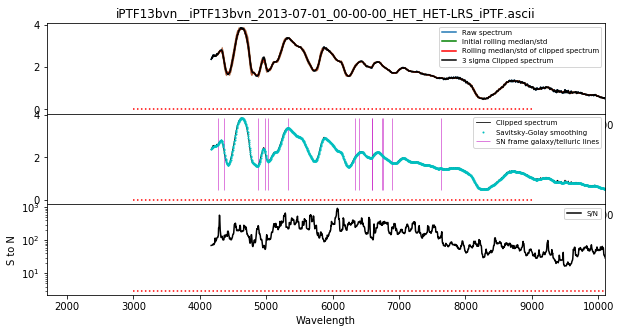 iPTF13bvn__iPTF13bvn_2013-07-01_00-00-00_HET_HET-LRS_iPTF.ascii
4
2
0
Raw spectrum
Initial rolling median/std
Rolling median/std of clipped spectrum
3 sigma Clipped spectrum
4
2
0
Clipped spectrum
Savitsky-Golay smoothing
SN frame galaxy/telluric lines
10³
10²
10¹
S to N
S/N
2000 3000 4000 5000 6000 7000 8000 9000 10000
Wavelength